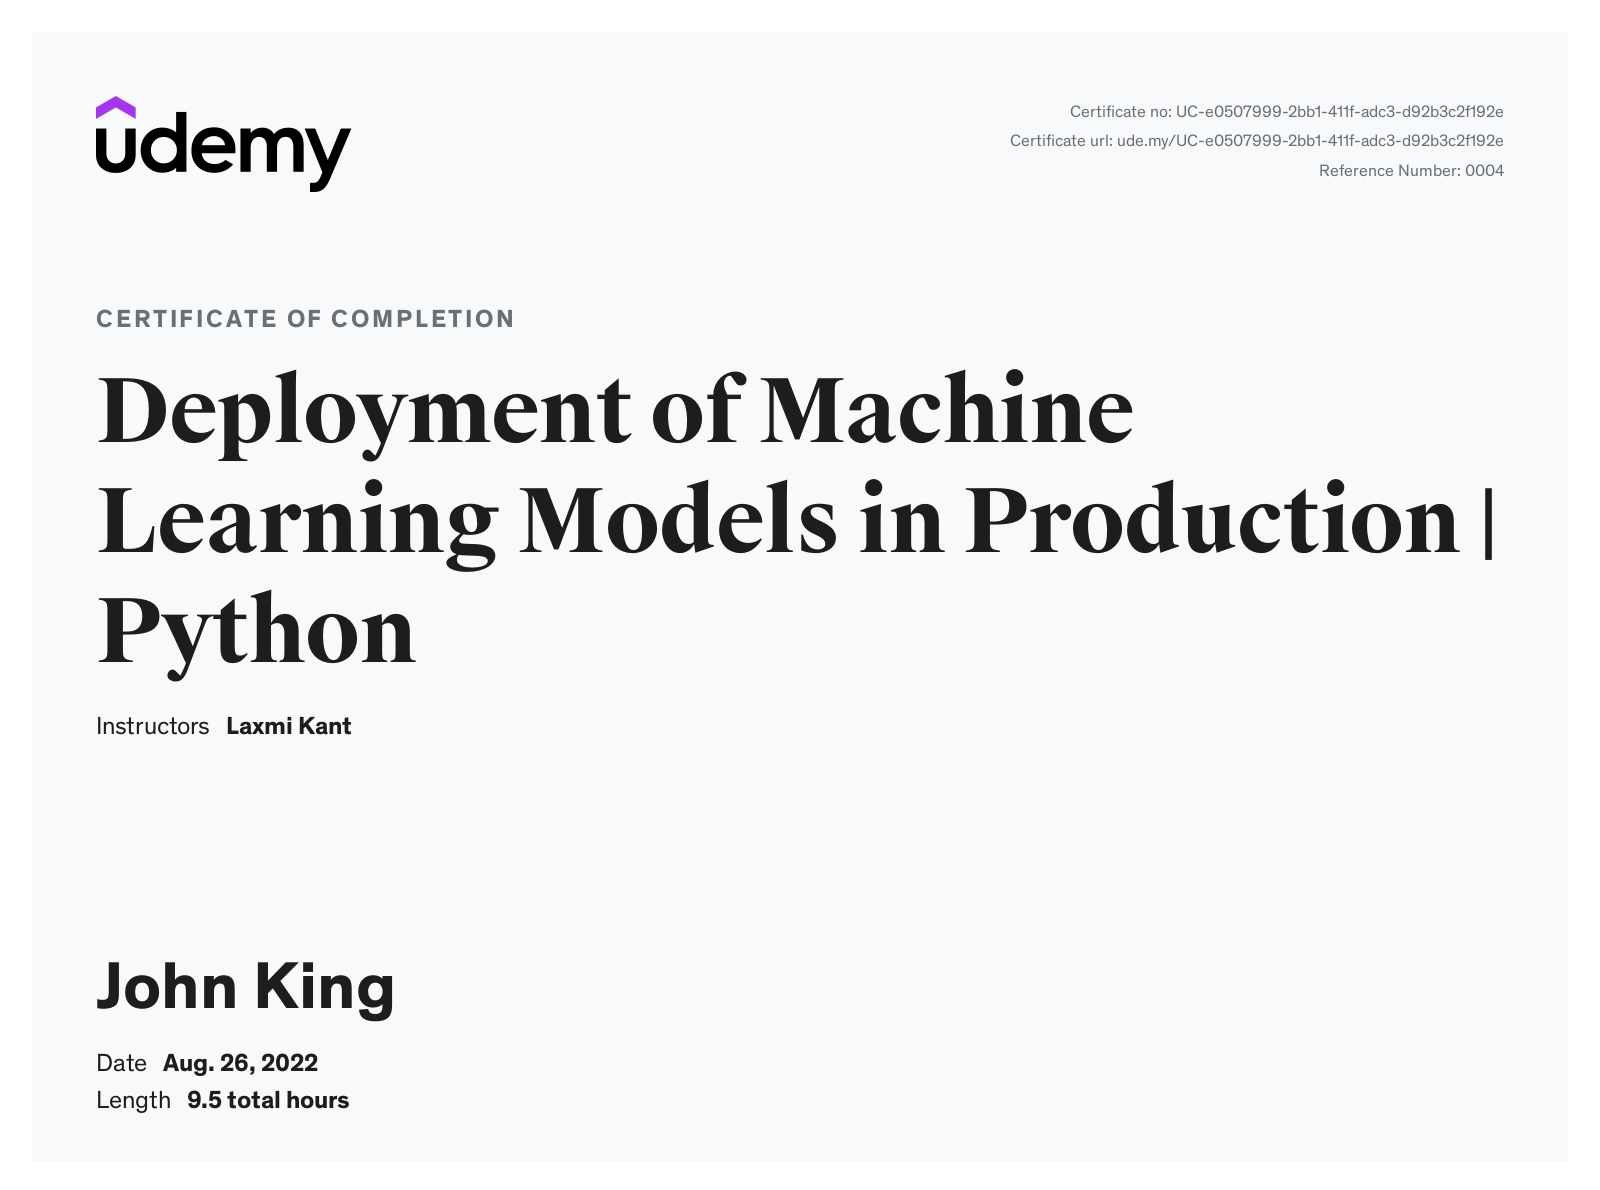 udemy
Certificate no: UC-e0507999-2bb1-411f-adc3-d92b3c2f192e
Certificate url: ude.my/UC-e0507999-2bb1-411f-adc3-d92b3c2f192e
Reference Number: 0004
CERTIFICATE OF COMPLETION
Deployment of Machine
Learning Models in Production |
Python
Instructors Laxmi Kant
John King
Date Aug. 26, 2022
Length 9.5 total hours